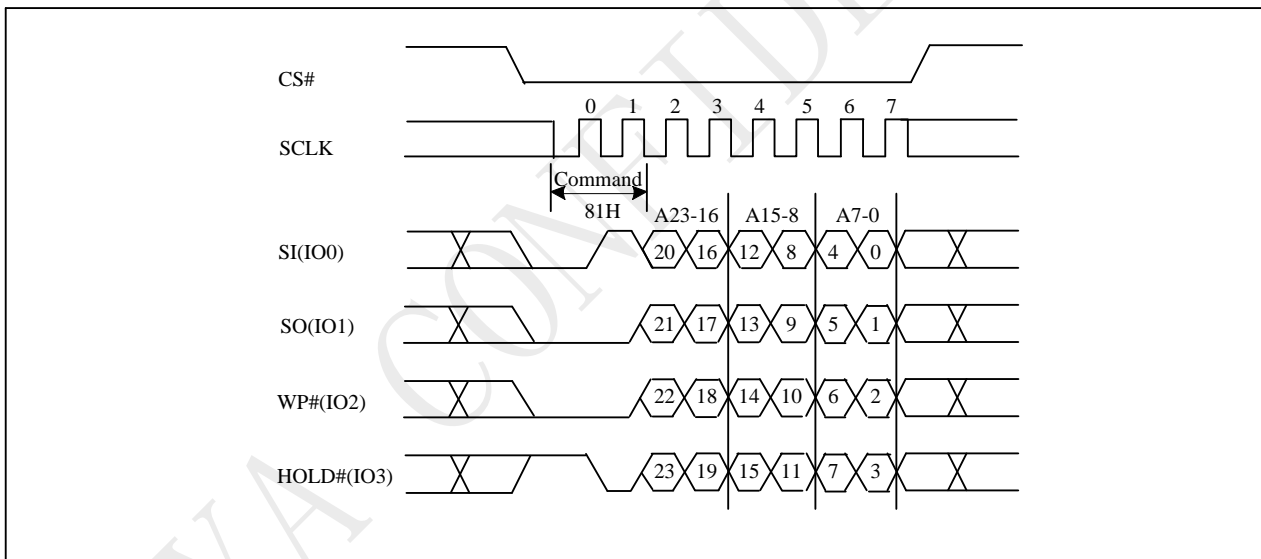 CS#
0 1 2 3 4 5 6 7
SCLK
Command
81H
A23-16 A15-8 A7-0
SI(IO0) 20 16 12 8 4 0
SO(IO1) 21 17 13 9 5 1
WP#(IO2) 22 18 14 10 6 2
HOLD#(IO3) 23 19 15 11 7 3